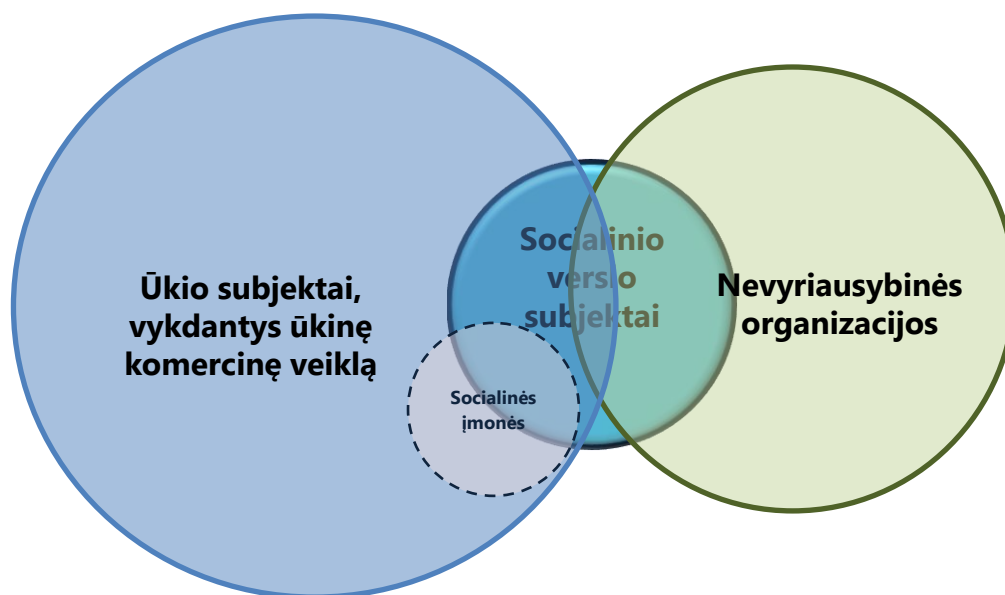 Ūkio subjektai,
vykdantys ūkinę
komercinę veiklą
Socialinio
verslo
subjektai
Socialinės
įmonės
Nevyriausybinės
organizacijos